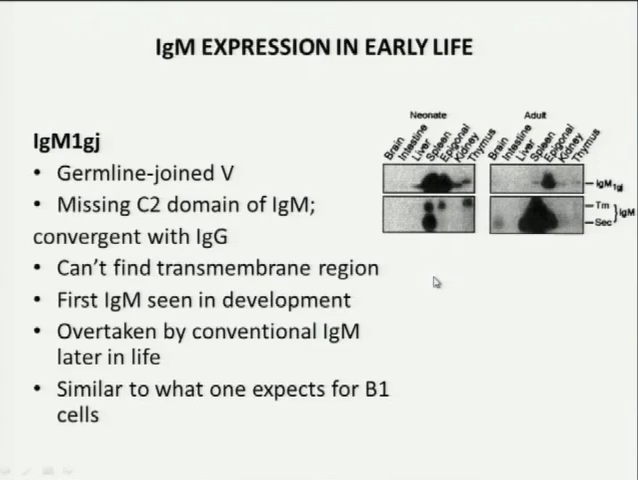 IgM EXPRESSION IN EARLY LIFE
IgM1gj
• Germline-joined V
• Missing C2 domain of IgM;
convergent with IgG
• Can't find transmembrane region
• First IgM seen in development
• Overtaken by conventional IgM
later in life
• Similar to what one expects for B1
cells
Neonate
Brain
Intestine
Liver
Spleen
Epigonal
Kidney
Thymus
Adult
Brain
Intestine
Liver
Spleen
Epigonal
Kidney
Thymus
IgM1gj
Tm
Sec
IgM